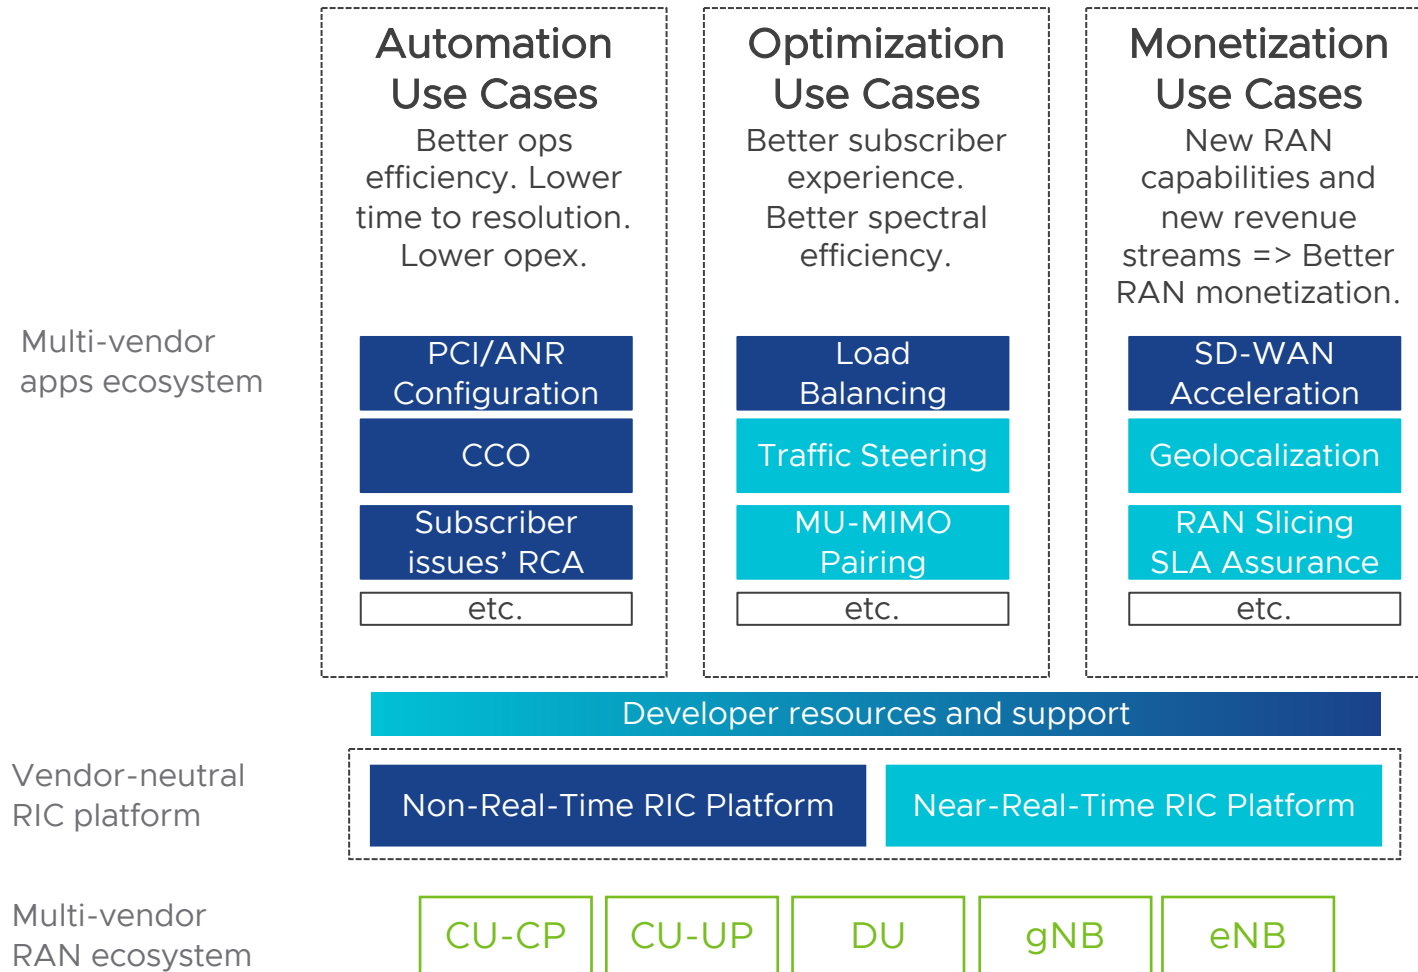 Automation
Use Cases
Better ops
efficiency. Lower
time to resolution.
Lower opex.
Optimization
Use Cases
Better subscriber
experience.
Better spectral
efficiency.
Monetization
Use Cases
New RAN
capabilities and
new revenue
streams => Better
RAN monetization.
Multi-vendor
apps ecosystem
PCI/ANR
Configuration
CCO
Subscriber
issues’ RCA
etc.
Load
Balancing
Traffic Steering
MU-MIMO
Pairing
etc.
SD-WAN
Acceleration
Geolocalization
RAN Slicing
SLA Assurance
etc.
Developer resources and support
Vendor-neutral
RIC platform
Non-Real-Time RIC Platform
Near-Real-Time RIC Platform
Multi-vendor
RAN ecosystem
CU-CP
CU-UP
DU
gNB
eNB